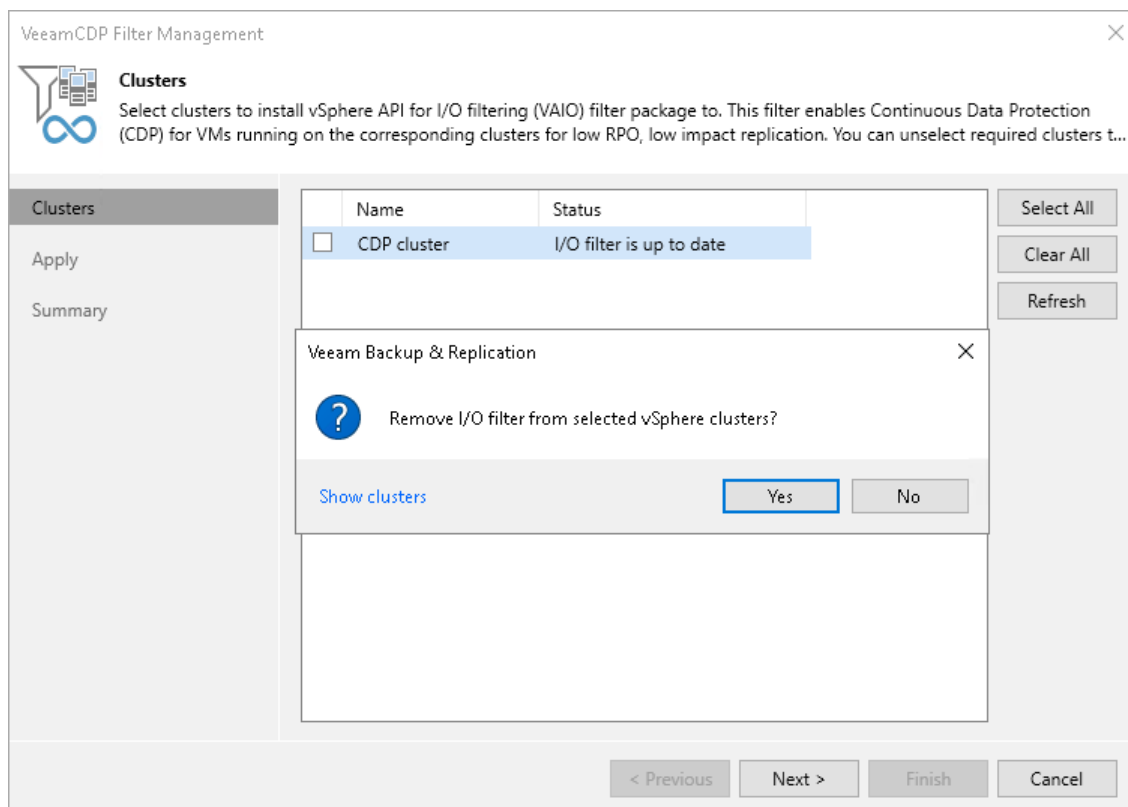 VeeamCDP Filter Management
Clusters
Select clusters to install vSphere API for I/O filtering (VAIO) filter package to. This filter enables Continuous Data Protection
(CDP) for VMs running on the corresponding clusters for low RPO, low impact replication. You can unselect required clusters t...
Clusters
Apply
Summary
Name Status
CDP cluster I/O filter is up to date
Select All
Clear All
Refresh
Veeam Backup & Replication
Remove I/O filter from selected vSphere clusters?
Show clusters Yes No
< Previous Next > Finish Cancel